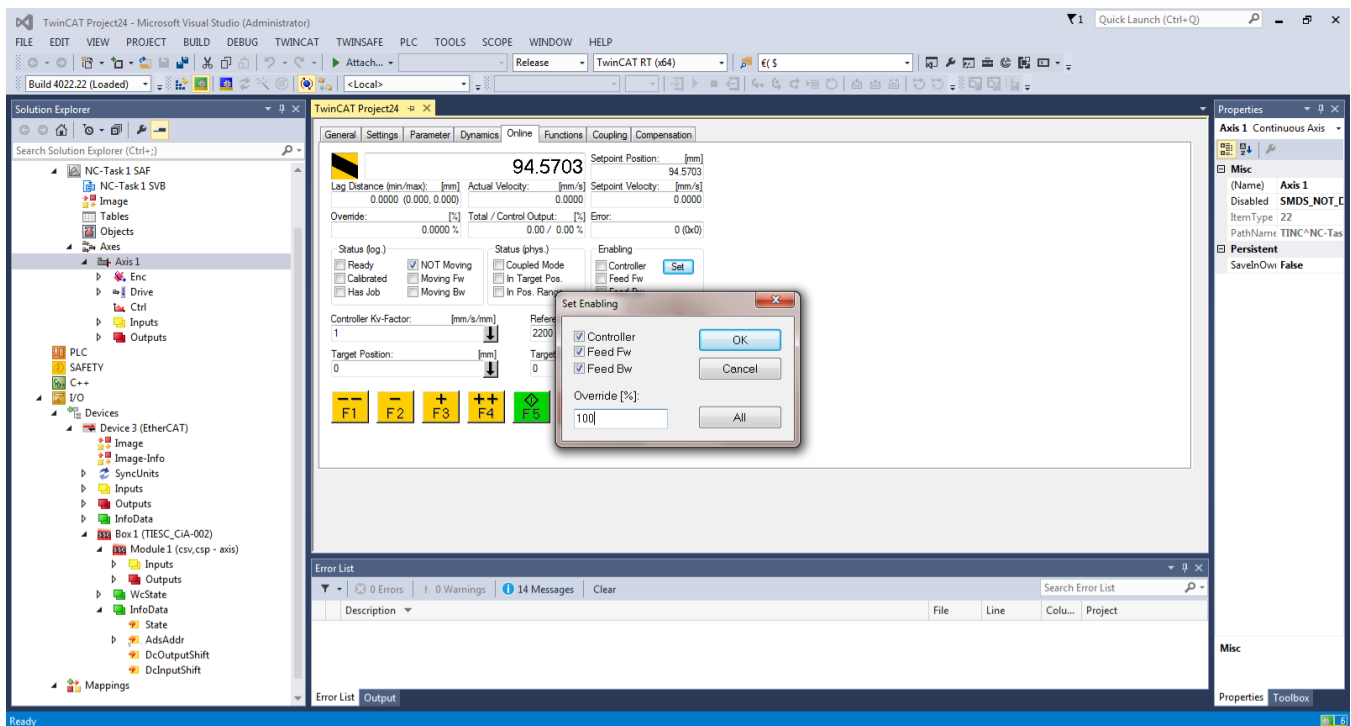 TwinCAT Project24 - Microsoft Visual Studio (Administrator)
1 Quick Launch (Ctrl+Q)
FILE EDIT VIEW PROJECT BUILD DEBUG TWINCAT TWINSAFE PLC TOOLS SCOPE WINDOW HELP
Attach... Release TwinCAT RT (x64) €( $
Build 4022.22 (Loaded) <Local>
Solution Explorer
Search Solution Explorer (Ctrl+;)
NC-Task 1 SAF
NC-Task 1 SVB
Image
Tables
Objects
Axes
Axis 1
Enc
Drive
Ctrl
Inputs
Outputs
PLC
SAFETY
C++
I/O
Devices
Device 3 (EtherCAT)
Image
Image-Info
SyncUnits
Inputs
Outputs
InfoData
Box 1 (TIESC_CiA-002)
Module 1 (csv,csp - axis)
Inputs
Outputs
WcState
InfoData
State
AdsAddr
DcOutputShift
DcInputShift
Mappings
TwinCAT Project24
General Settings Parameter Dynamics Online Functions Coupling Compensation
94.5703
Setpoint Position: [mm]
94.5703
Lag Distance (min/max): [mm] Actual Velocity: [mm/s] Setpoint Velocity: [mm/s]
0.0000 (0.000, 0.000) 0.0000 0.0000
Override: [%] Total / Control Output: [%] Error:
0.0000 % 0.00 / 0.00 % 0 (0x0)
Status (log.) Status (phys.) Enabling
Ready NOT Moving Coupled Mode Controller Set
Calibrated Moving Fw In Target Pos. Feed Fw
Has Job Moving Bw In Pos. Range
Controller Kv-Factor: [mm/s/mm]
1 2200
Target Position: [mm]
0 0
-- - + ++
F1 F2 F3 F4 F5
Set Enabling
Controller OK
Feed Fw
Feed Bw Cancel
Override [%]:
100 All
Error List
0 Errors 0 Warnings 14 Messages Clear Search Error List
Description File Line Colu... Project
Error List Output
Properties
Axis 1 Continuous Axis
Misc
(Name) Axis 1
Disabled SMDS_NOT_D
ItemType 22
PathName TINC^NC-Tas
Persistent
SaveInOwn False
Misc
Properties Toolbox
Ready 6